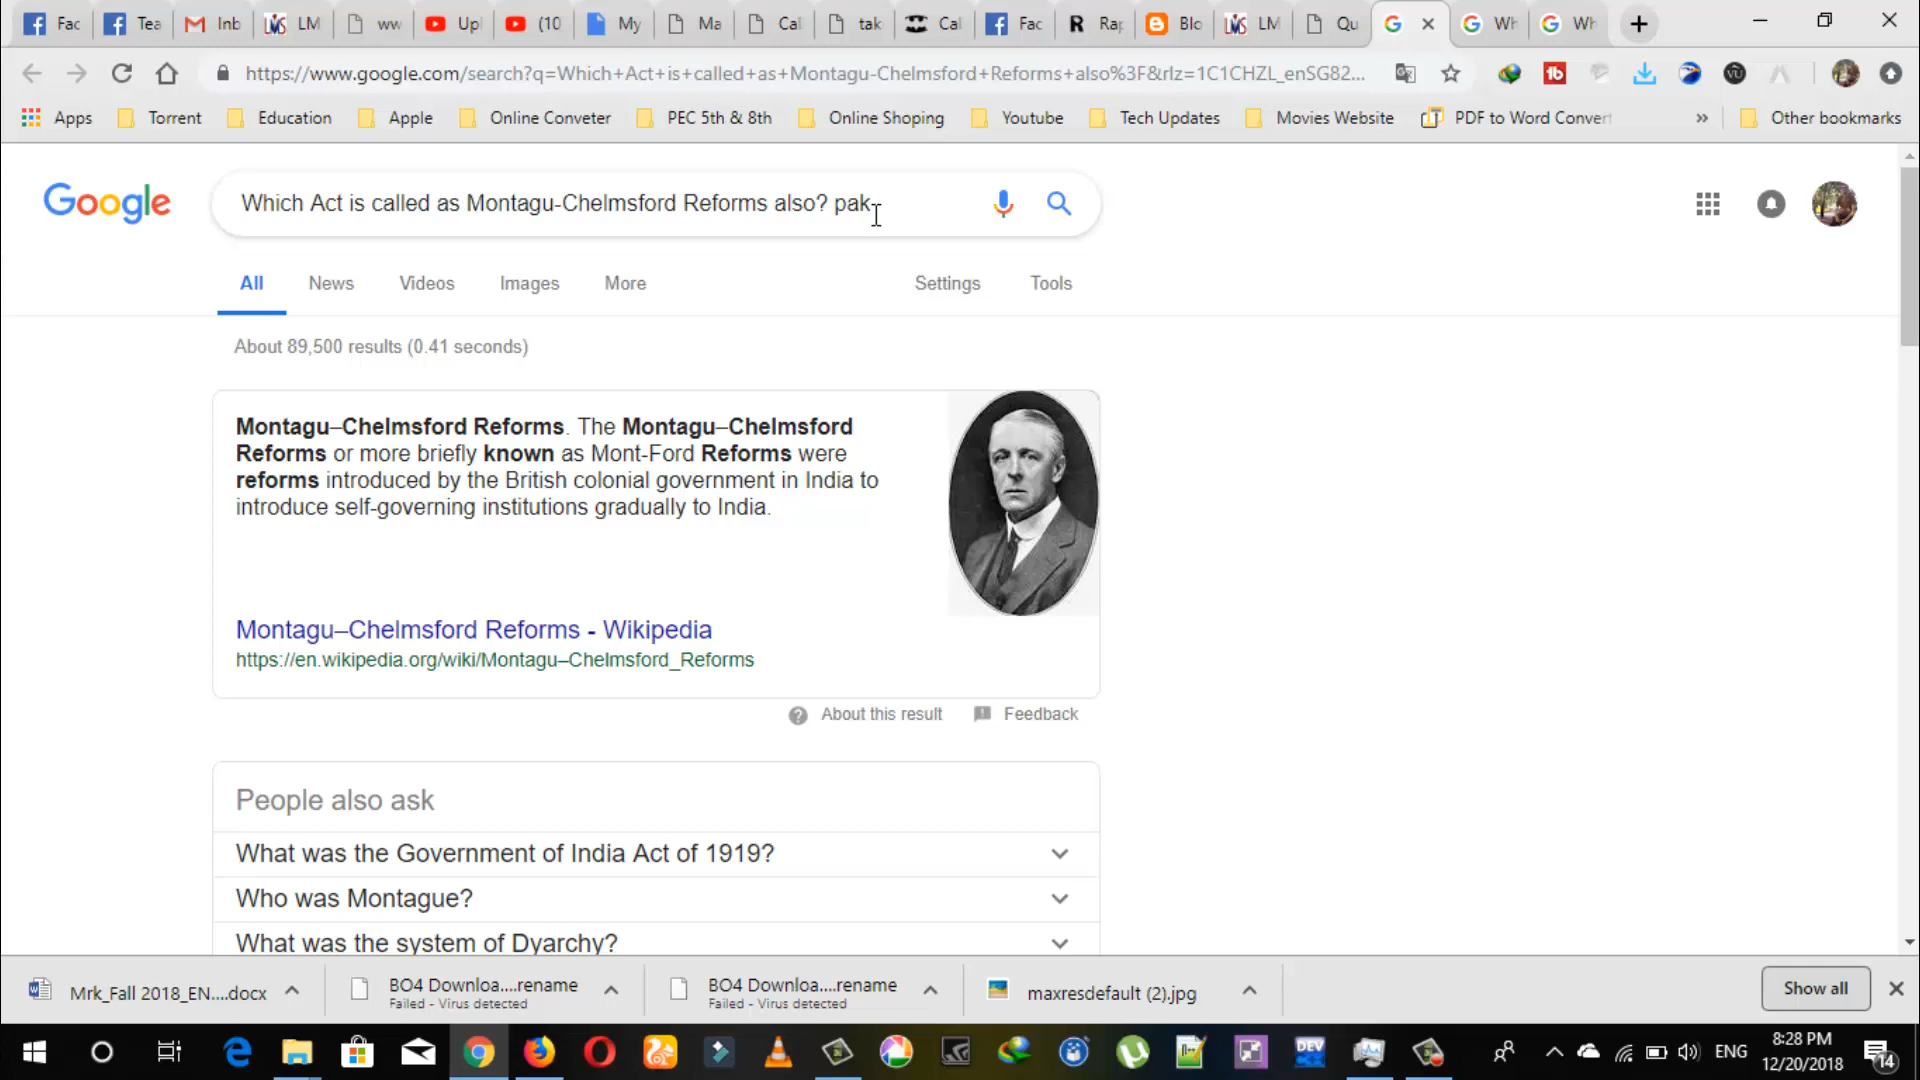 Fac
Tea
Inb
LM
ww
Upl
(10
My
Ma
Cal
tak
Cal
Fac
R
Rap
Blo
LM
Qu
Wh
Wh
https://www.google.com/search?q=Which+Act+is+called+as+Montagu-Chelmsford+Reforms+also%3F&rlz=1C1CHZL_enSG82...
Apps
Torrent
Education
Apple
Online Conveter
PEC 5th & 8th
Online Shoping
Youtube
Tech Updates
Movies Website
PDF to Word Convert
»
Other bookmarks
Google
Which Act is called as Montagu-Chelmsford Reforms also? pak
All
News
Videos
Images
More
Settings
Tools
About 89,500 results (0.41 seconds)
Montagu–Chelmsford Reforms. The Montagu–Chelmsford
Reforms or more briefly known as Mont-Ford Reforms were
reforms introduced by the British colonial government in India to
introduce self-governing institutions gradually to India.
Montagu–Chelmsford Reforms - Wikipedia
https://en.wikipedia.org/wiki/Montagu–Chelmsford_Reforms
About this result
Feedback
People also ask
What was the Government of India Act of 1919?
Who was Montague?
What was the system of Dyarchy?
Mrk_Fall 2018_EN....docx
BO4 Downloa....rename
Failed - Virus detected
BO4 Downloa....rename
Failed - Virus detected
maxresdefault (2).jpg
Show all
DEV
ENG
8:28 PM
12/20/2018
14